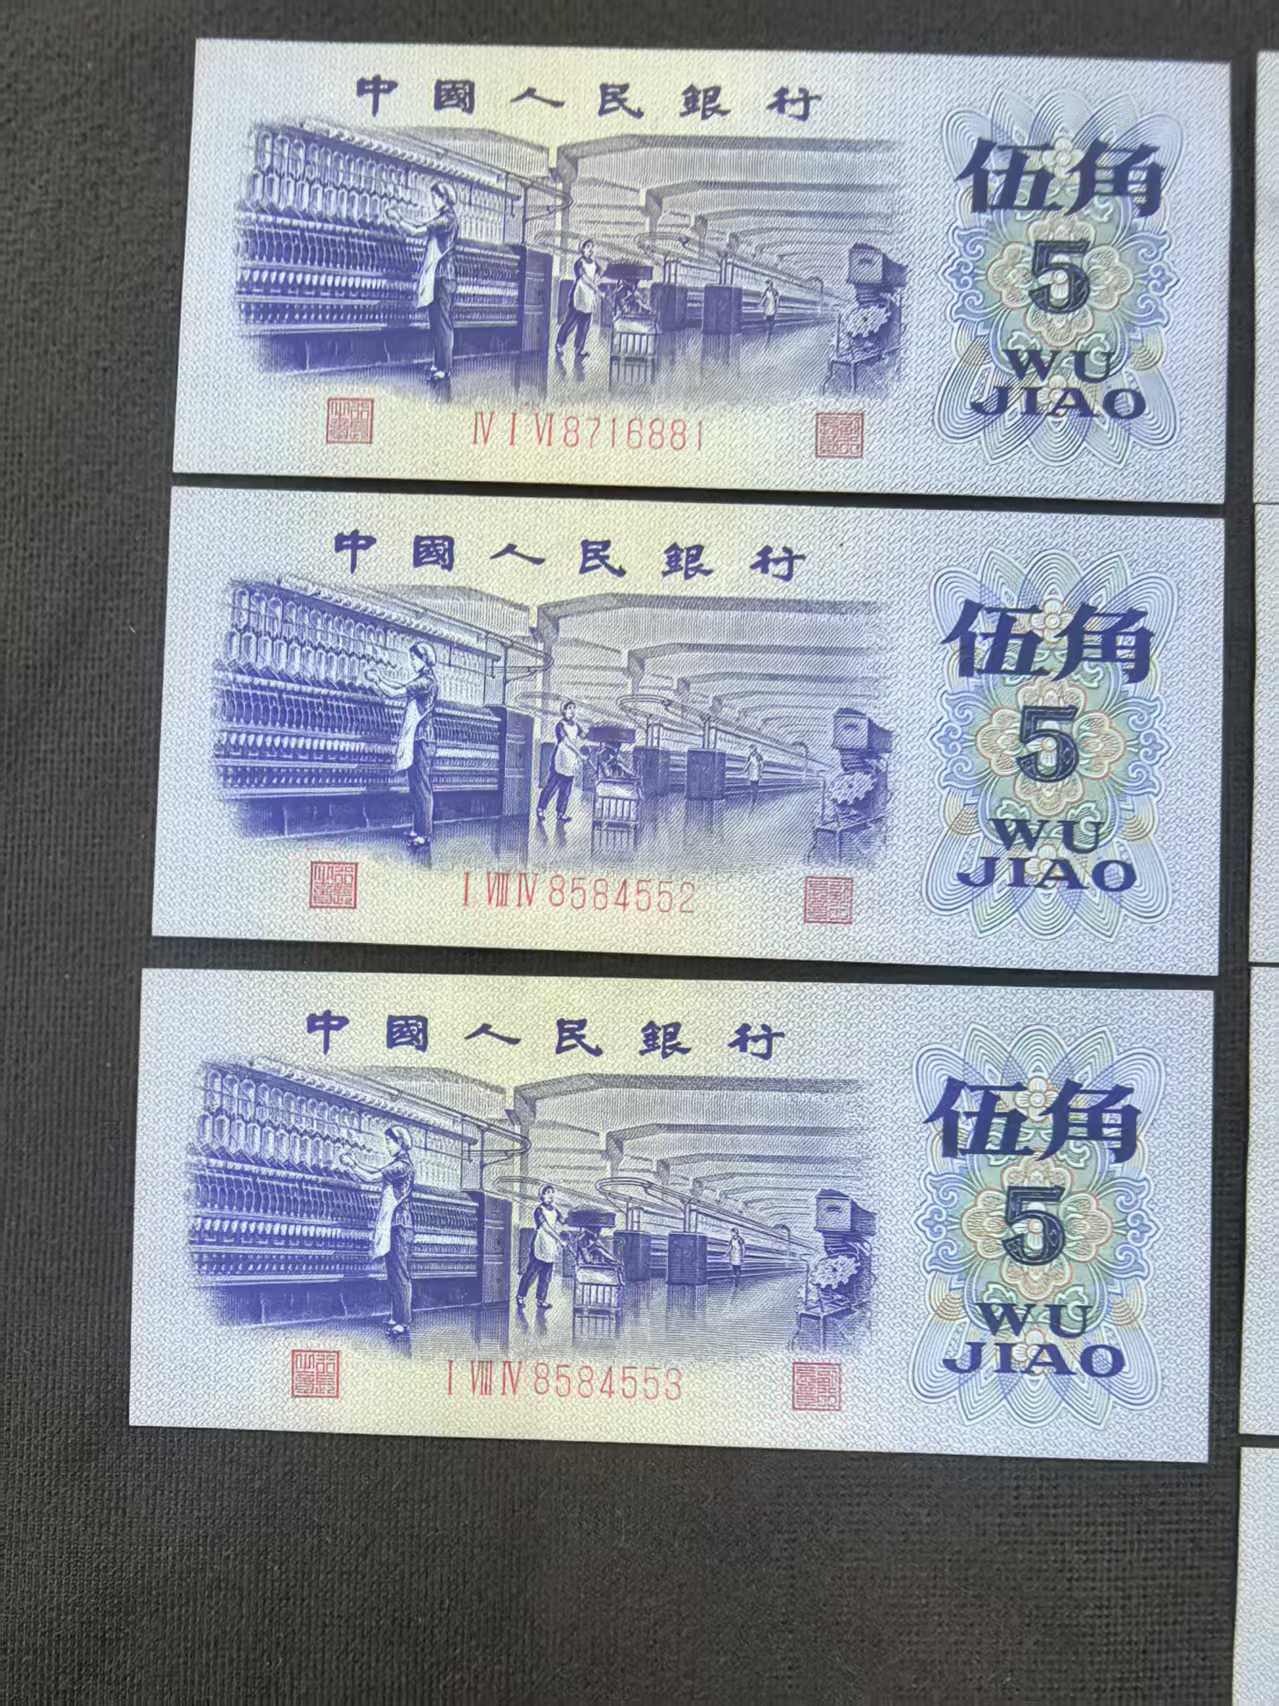 中國人民銀行
伍角
5
WU
JIAO
Ⅳ Ⅰ Ⅵ 8716881
中國人民銀行
伍角
5
WU
JIAO
Ⅰ Ⅷ Ⅳ 8584552
中國人民銀行
伍角
5
WU
JIAO
Ⅰ Ⅷ Ⅳ 8584553